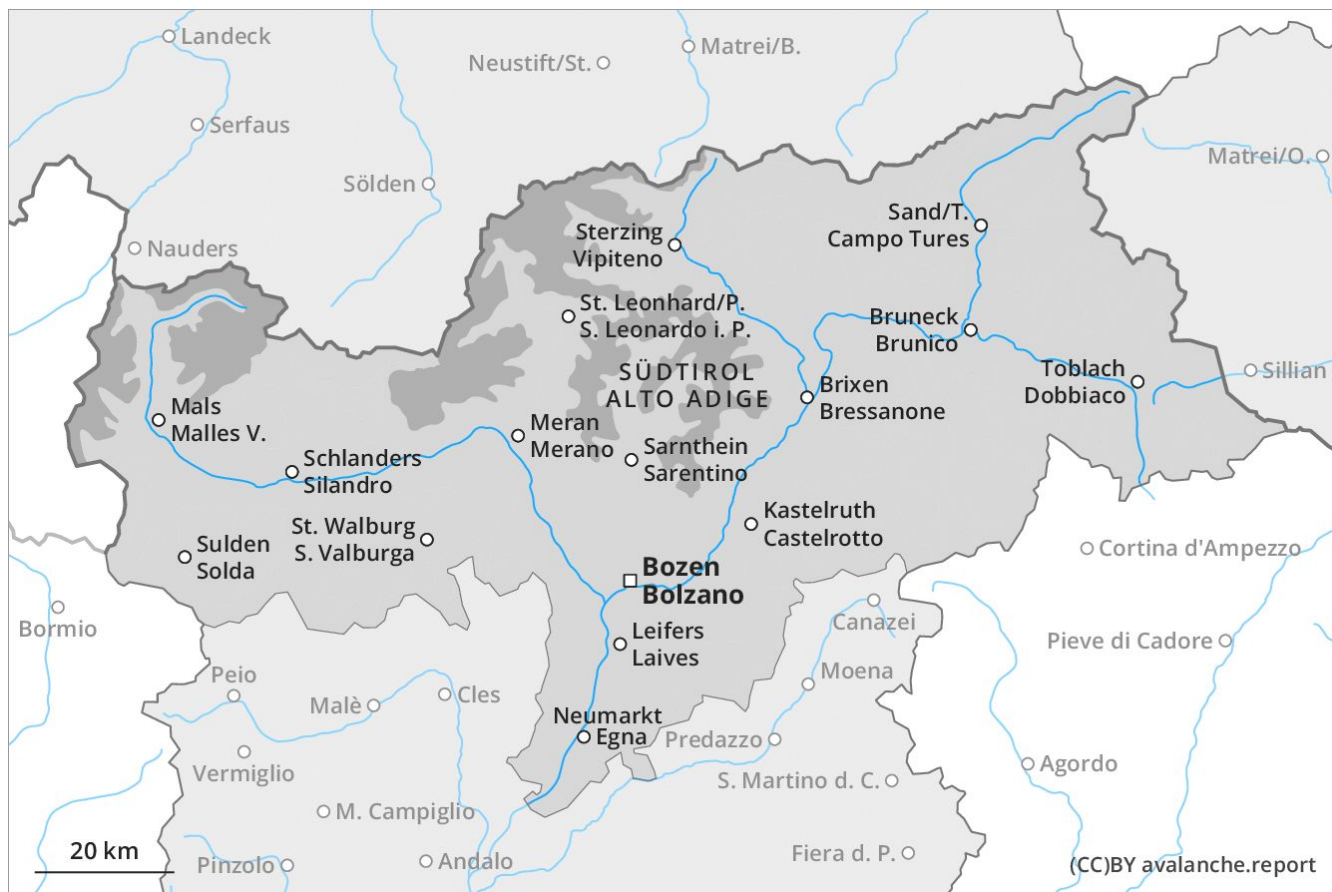 Landeck
Matrei/B.
Neustift/St.
Serfaus
Matrei/O.
Sölden
Sand/T.
Campo Tures
Sterzing
Vipiteno
Nauders
St. Leonhard/P.
S. Leonardo i. P.
Bruneck
Brunico
SÜDTIROL
ALTO ADIGE
Toblach
Dobbiaco
Sillian
Brixen
Bressanone
Mals
Malles V.
Meran
Merano
Sarnthein
Sarentino
Schlanders
Silandro
Kastelruth
Castelrotto
St. Walburg
S. Valburga
Sulden
Solda
Cortina d'Ampezzo
Bozen
Bolzano
Bormio
Canazei
Leifers
Laives
Pieve di Cadore
Peio
Moena
Malè
Cles
Neumarkt
Egna
Predazzo
Vermiglio
Agordo
S. Martino d. C.
M. Campiglio
20 km
Pinzolo
Andalo
Fiera d. P.
(CC)BY avalanche.report